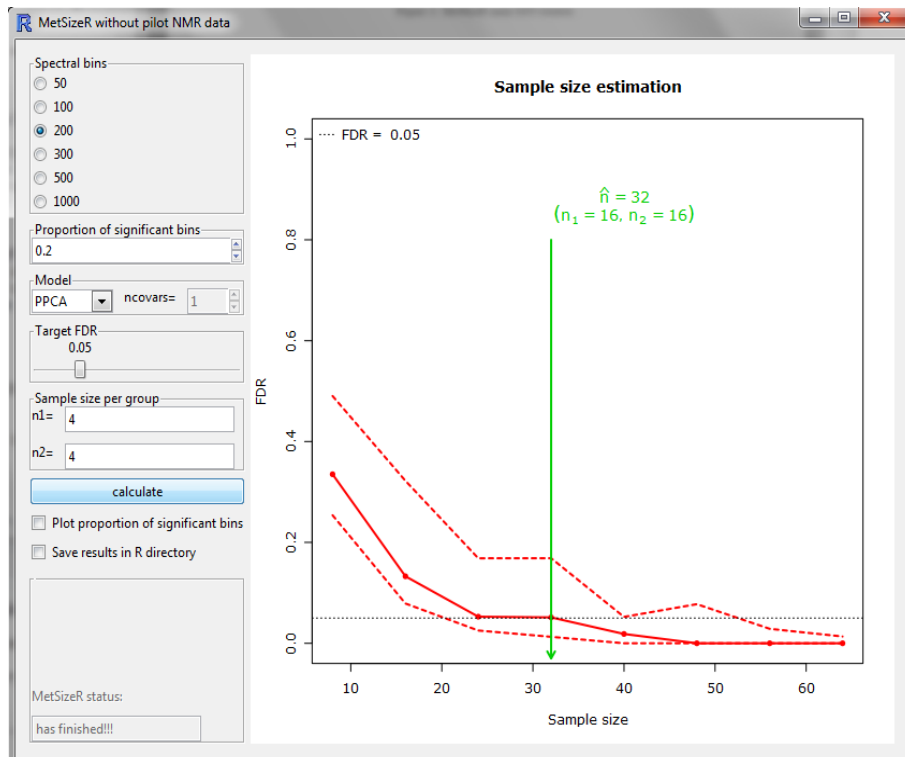 MetSizeR without pilot NMR data
Spectral bins
50
100
200
300
500
1000
Proportion of significant bins
0.2
Model
PPCA
ncovars=
1
Target FDR
0.05
Sample size per group
n1=
4
n2=
4
calculate
Plot proportion of significant bins
Save results in R directory
MetSizeR status:
has finished!!!
Sample size estimation
FDR = 0.05
n̂ = 32
(n₁ = 16, n₂ = 16)
1.0
0.8
0.6
0.4
0.2
0.0
FDR
10 20 30 40 50 60
Sample size